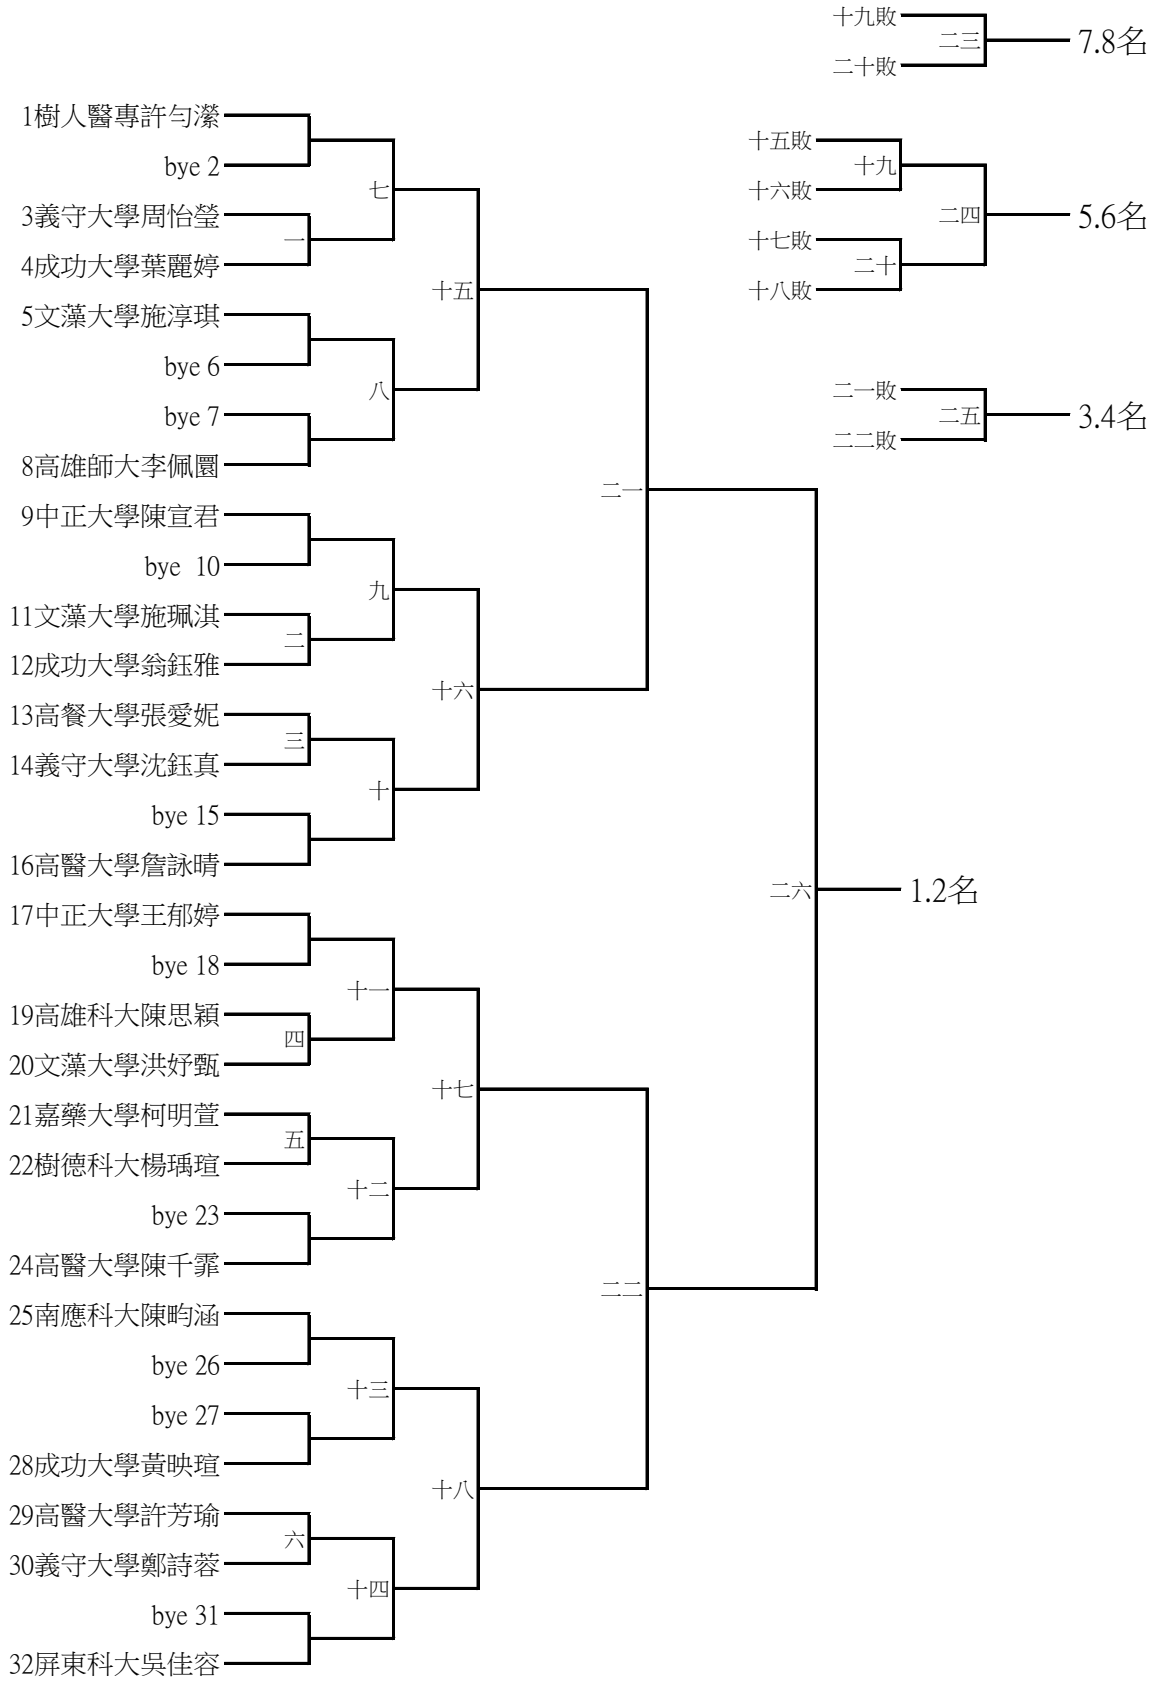 十九敗
二三
7.8名
二十敗
1樹人醫專許勻瀠
bye 2
3義守大學周怡瑩
一
4成功大學葉麗婷
七
5文藻大學施淳琪
bye 6
bye 7
8高雄師大李佩圜
八
十五
9中正大學陳宣君
bye 10
11文藻大學施珮淇
二
12成功大學翁鈺雅
九
13高餐大學張愛妮
三
14義守大學沈鈺真
bye 15
16高醫大學詹詠晴
十
十六
二一
17中正大學王郁婷
bye 18
19高雄科大陳思穎
四
20文藻大學洪妤甄
十一
21嘉藥大學柯明萱
五
22樹德科大楊瑀瑄
bye 23
24高醫大學陳千霏
十二
十七
25南應科大陳畇涵
bye 26
bye 27
28成功大學黃映瑄
十三
29高醫大學許芳瑜
六
30義守大學鄭詩蓉
bye 31
32屏東科大吳佳容
十四
十八
二二
二六
1.2名
十五敗
十九
十六敗
二四
5.6名
十七敗
二十
十八敗
二一敗
二五
3.4名
二二敗